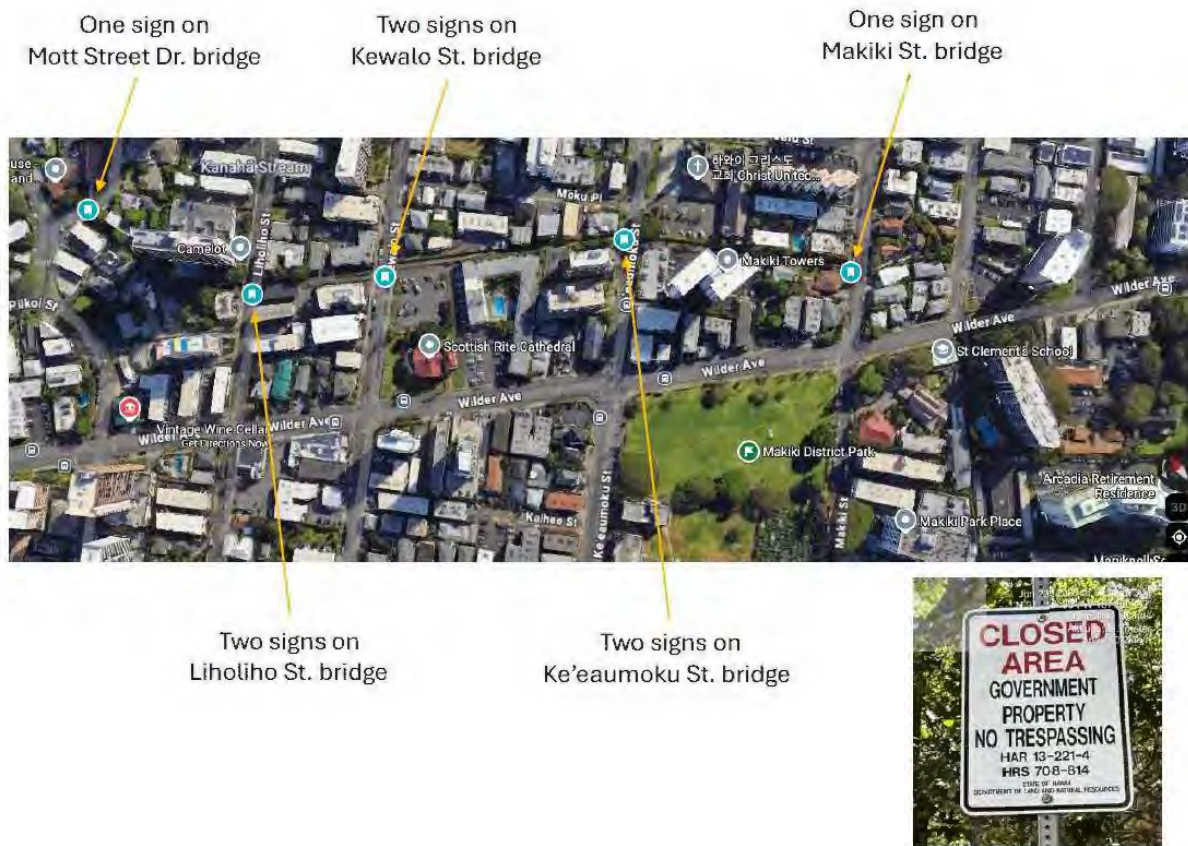 One sign on
Mott Street Dr. bridge
Two signs on
Kewalo St. bridge
One sign on
Makiki St. bridge
Kanahā Stream
한와이 그리스도
교회 Christ United...
Moku Pl
Camelot
Liholiho St
Makiki Towers
Wilder Ave
Scottish Rite Cathedral
St Clements School
Wilder Ave
Wilder Ave
Vintage Wine Cellar
Get Directions Now
Wilder Ave
Makiki District Park
Arcadia Retirement
Residence
Kaihee St
Ke'eaumoku St
Makiki St
Makiki Park Place
3D
Two signs on
Liholiho St. bridge
Two signs on
Ke'eaumoku St. bridge
CLOSED
AREA
GOVERNMENT
PROPERTY
NO TRESPASSING
HAR 13-221-4
HRS 708-814
STATE OF HAWAII
DEPARTMENT OF LAND AND NATURAL RESOURCES